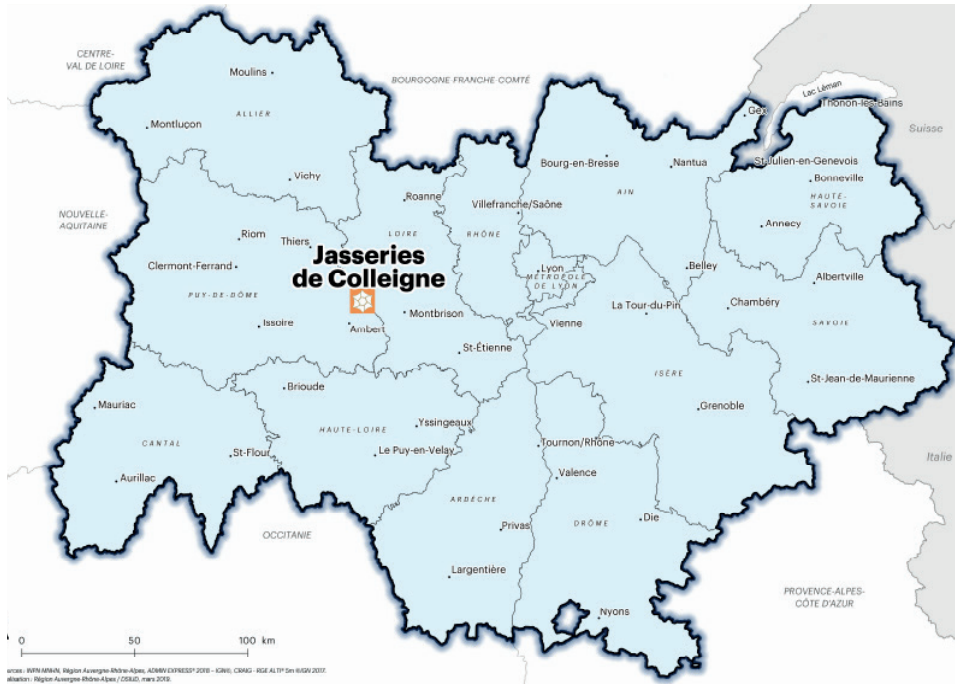 CENTRE-
VAL DE LOIRE
BOURGOGNE FRANCHE-COMTÉ
Lac Léman
Thonon-les-Bains
Suisse
Moulins
ALLIER
Montluçon
Vichy
Gex
Bourg-en-Bresse
Nantua
AIN
St-Julien-en-Genevois
Bonneville
HAUTE-
SAVOIE
Annecy
NOUVELLE-
AQUITAINE
Roanne
Villefranche/Saône
LOIRE
RHÔNE
Riom
Thiers
Clermont-Ferrand
PUY-DE-DÔME
Jasseries
de Colleigne
Lyon
MÉTROPOLE
DE LYON
Belley
Albertville
La Tour-du-Pin
Chambéry
SAVOIE
Issoire
Ambert
Montbrison
Vienne
St-Étienne
ISÈRE
St-Jean-de-Maurienne
Grenoble
Mauriac
Brioude
CANTAL
HAUTE-LOIRE
Yssingeaux
St-Flour
Le Puy-en-Velay
Aurillac
Tournon/Rhône
Valence
Italie
ARDÈCHE
DRÔME
Die
Privas
OCCITANIE
Largentière
Nyons
PROVENCE-ALPES-
CÔTE D'AZUR
0 50 100 km